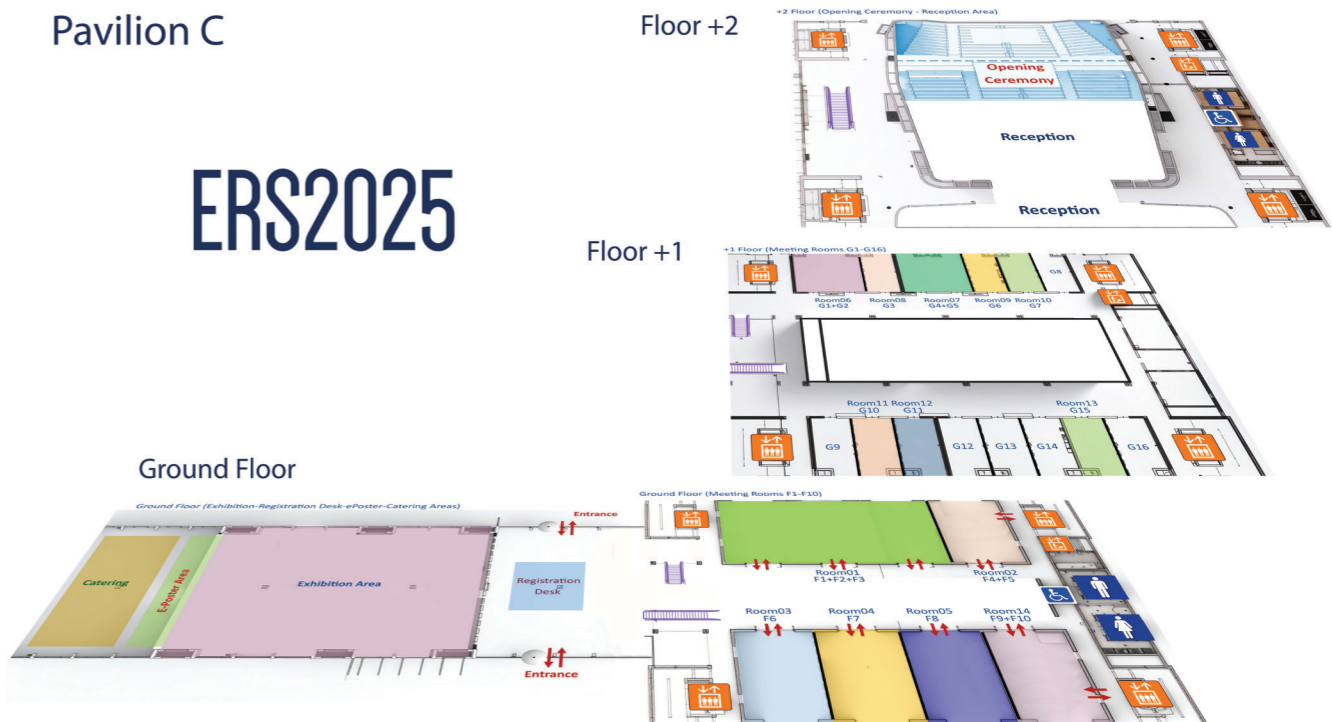 Pavilion C
ERS2025
Floor +2
+2 Floor (Opening Ceremony - Reception Area)
Opening
Ceremony
Reception
Reception
Floor +1
+1 Floor (Meeting Rooms G1-G16)
G8
Room06
G1+G2
Room08
G3
Room07
G4+G5
Room09
G6
Room10
G7
Room11
G10
Room12
G11
Room13
G15
G9
G12
G13
G14
G16
Ground Floor
Ground Floor (Exhibition-Registration Desk-ePoster-Catering Areas)
Ground Floor (Meeting Rooms F1-F10)
Entrance
Catering
E-Poster Area
Exhibition Area
Registration
Desk
Entrance
Room01
F1+F2+F3
Room02
F4+F5
Room03
F6
Room04
F7
Room05
F8
Room14
F9+F10